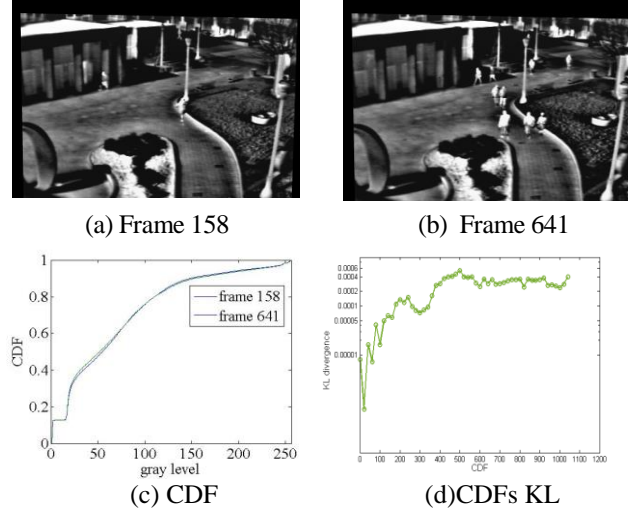 (a) Frame 158
(b) Frame 641
1
0.8
0.6
0.4
0.2
0
CDF
frame 158
frame 641
0 50 100 150 200 250
gray level
(c) CDF
0.0006
0.0004
0.0002
0.0001
0.00005
0.00001
KL divergence
0 100 200 300 400 500 600 700 800 900 1000 1100 1200
CDF
(d)CDFs KL